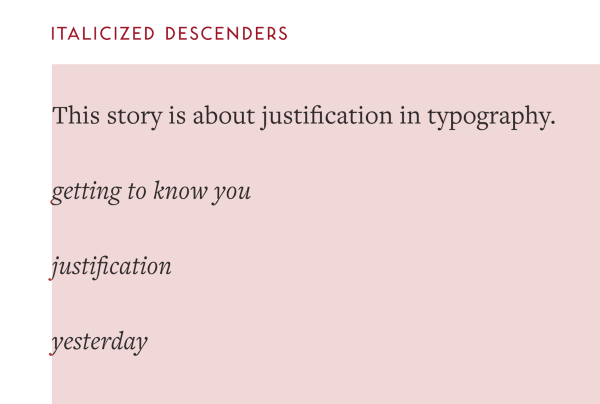 ITALICIZED DESCENDERS
This story is about justification in typography.
getting to know you
justification
yesterday